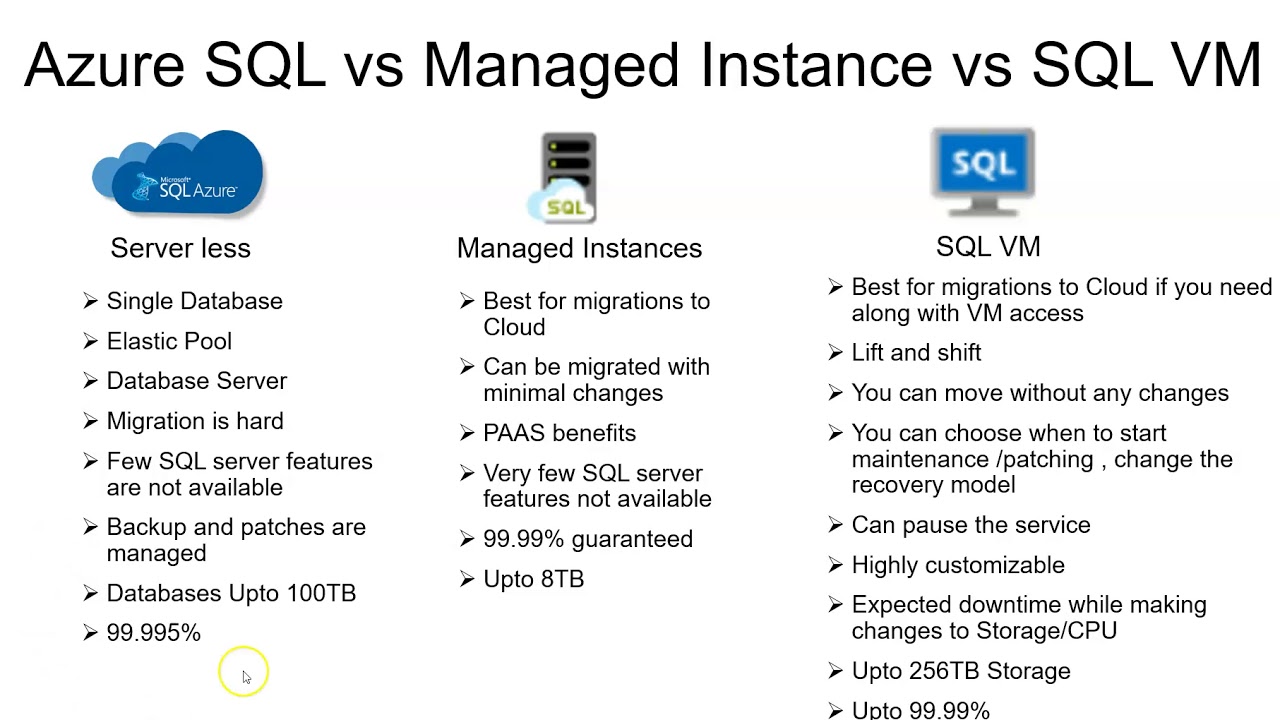 Azure SQL vs Managed Instance vs SQL VM
Microsoft®
SQL Azure™
Server less
➢ Single Database
➢ Elastic Pool
➢ Database Server
➢ Migration is hard
➢ Few SQL server features
are not available
➢ Backup and patches are
managed
➢ Databases Upto 100TB
➢ 99.995%
SQL
Managed Instances
➢ Best for migrations to
Cloud
➢ Can be migrated with
minimal changes
➢ PAAS benefits
➢ Very few SQL server
features not available
➢ 99.99% guaranteed
➢ Upto 8TB
SQL
SQL VM
➢ Best for migrations to Cloud if you need
along with VM access
➢ Lift and shift
➢ You can move without any changes
➢ You can choose when to start
maintenance /patching , change the
recovery model
➢ Can pause the service
➢ Highly customizable
➢ Expected downtime while making
changes to Storage/CPU
➢ Upto 256TB Storage
➢ Upto 99.99%